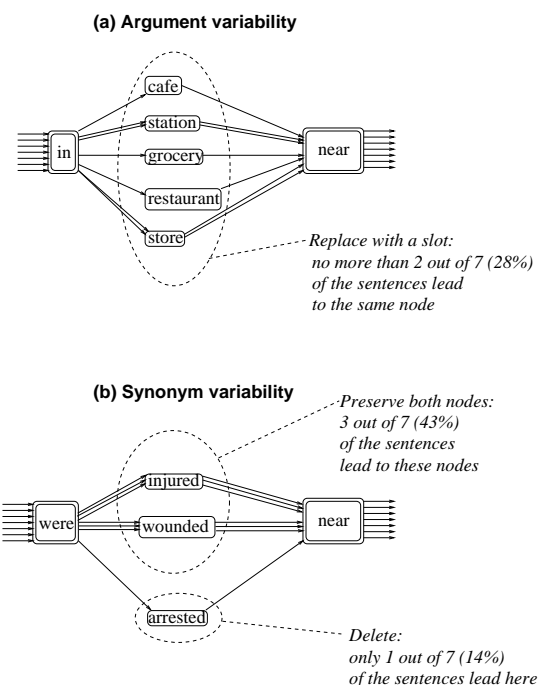 (a) Argument variability
cafe
station
in
grocery
near
restaurant
store
Replace with a slot:
no more than 2 out of 7 (28%)
of the sentences lead
to the same node
(b) Synonym variability
Preserve both nodes:
3 out of 7 (43%)
of the sentences
lead to these nodes
injured
were
wounded
near
arrested
Delete:
only 1 out of 7 (14%)
of the sentences lead here